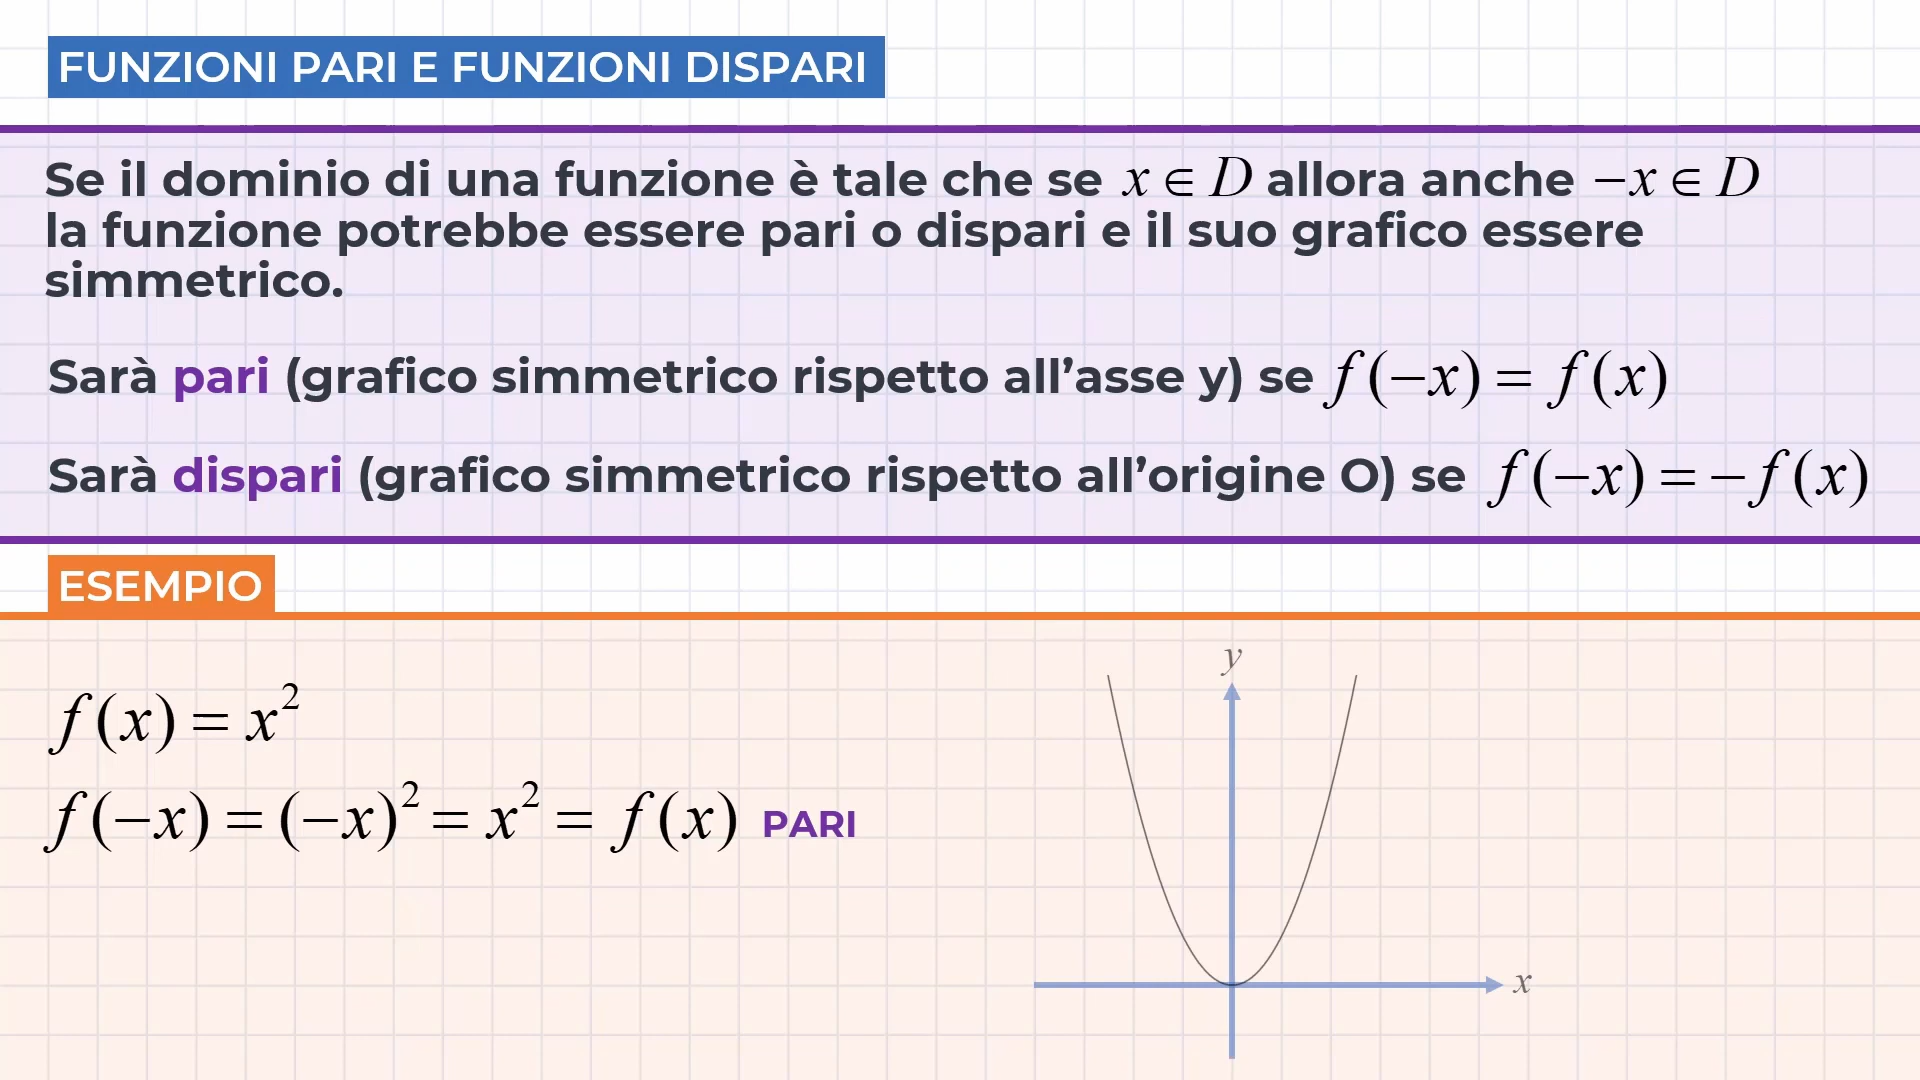 FUNZIONI PARI E FUNZIONI DISPARI
Se il dominio di una funzione è tale che se x ∈ D allora anche −x ∈ D
la funzione potrebbe essere pari o dispari e il suo grafico essere
simmetrico.
Sarà pari (grafico simmetrico rispetto all’asse y) se f(−x) = f(x)
Sarà dispari (grafico simmetrico rispetto all’origine O) se f(−x) = −f(x)
ESEMPIO
f(x) = x²
f(−x) = (−x)² = x² = f(x) PARI
y
x